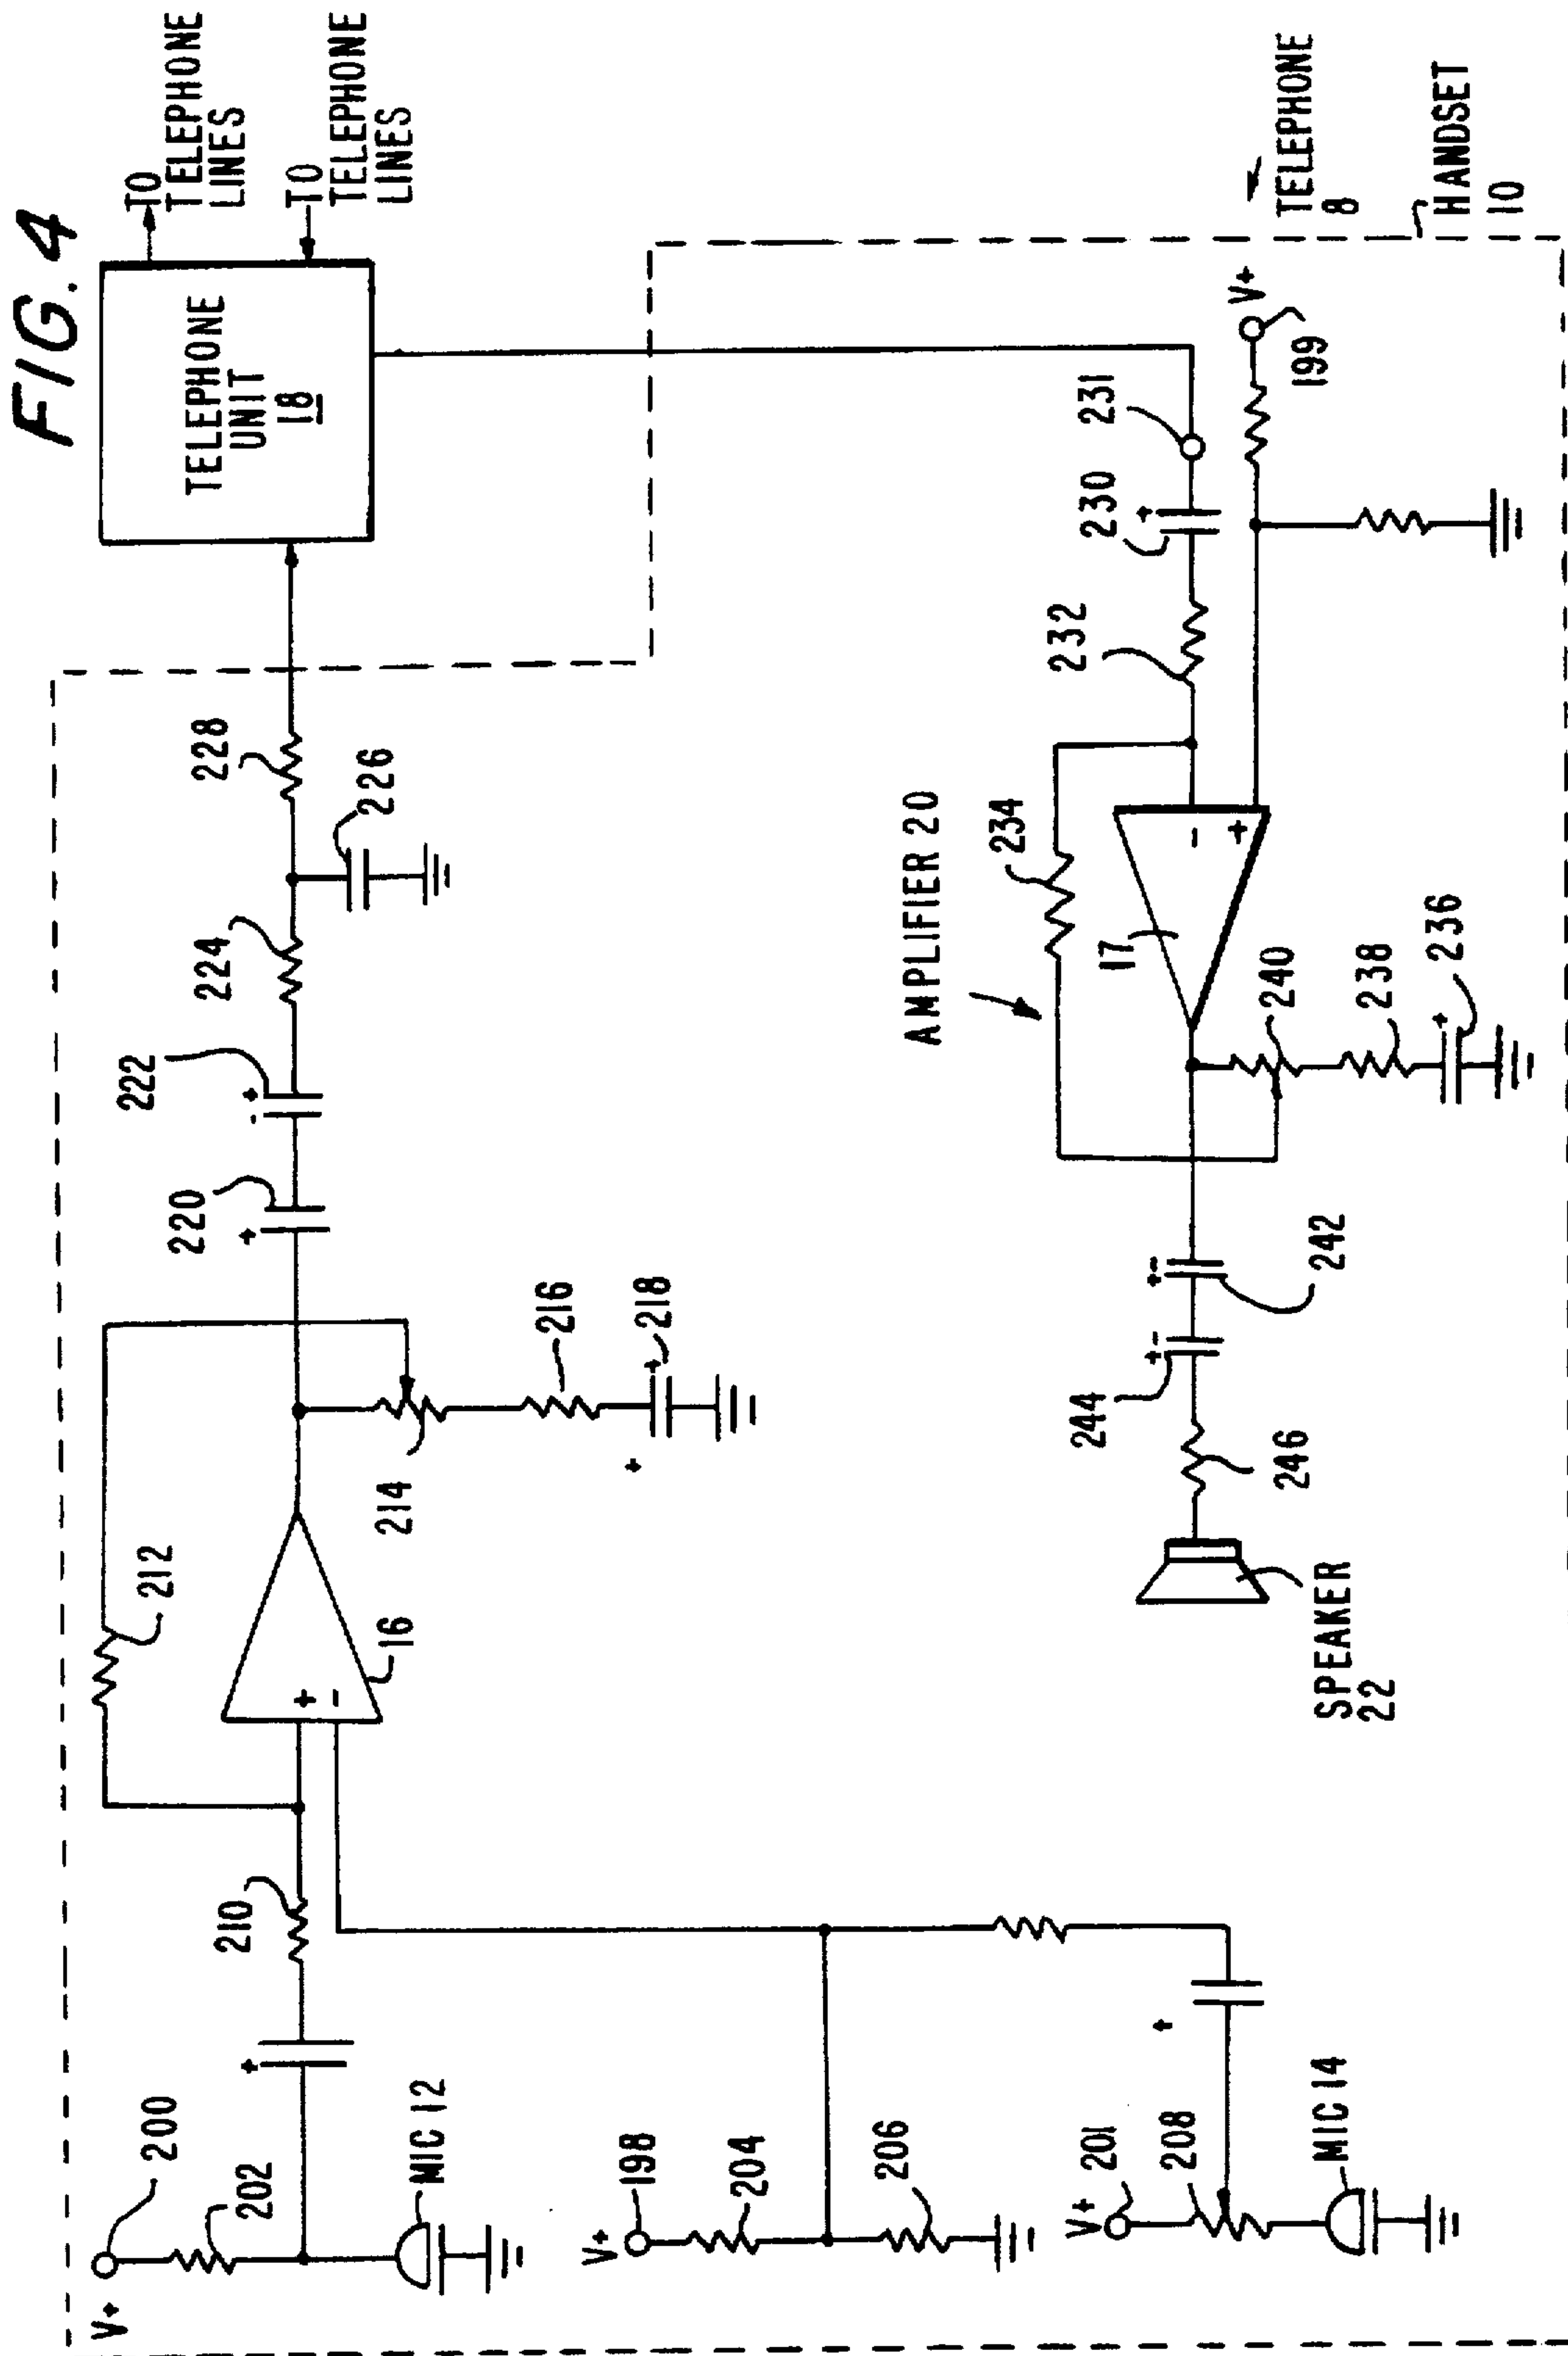 FIG. 4
TO
TELEPHONE
LINES
TO
TELEPHONE
LINES
TELEPHONE
UNIT
18
TELEPHONE
8
HANDSET
10
228
226
224
222
220
212
214
216
+
218
+
+
+
-
+
16
+
-
210
+
V+
200
202
MIC 12
V+
198
204
206
V+
201
208
+
MIC 14
V+
199
231
230
+
232
AMPLIFIER 20
234
17
-
+
240
238
236
+
242
+-
244
+-
246
SPEAKER
22